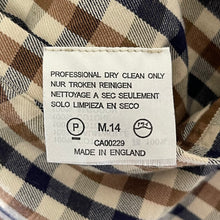 PROFESSIONAL DRY CLEAN ONLY
NUR TROKEN REINIGEN
NETTOYAGE A SEC SEULEMENT
SOLO LIMPIEZA EN SECO
P M.14
CA00229
MADE IN ENGLAND